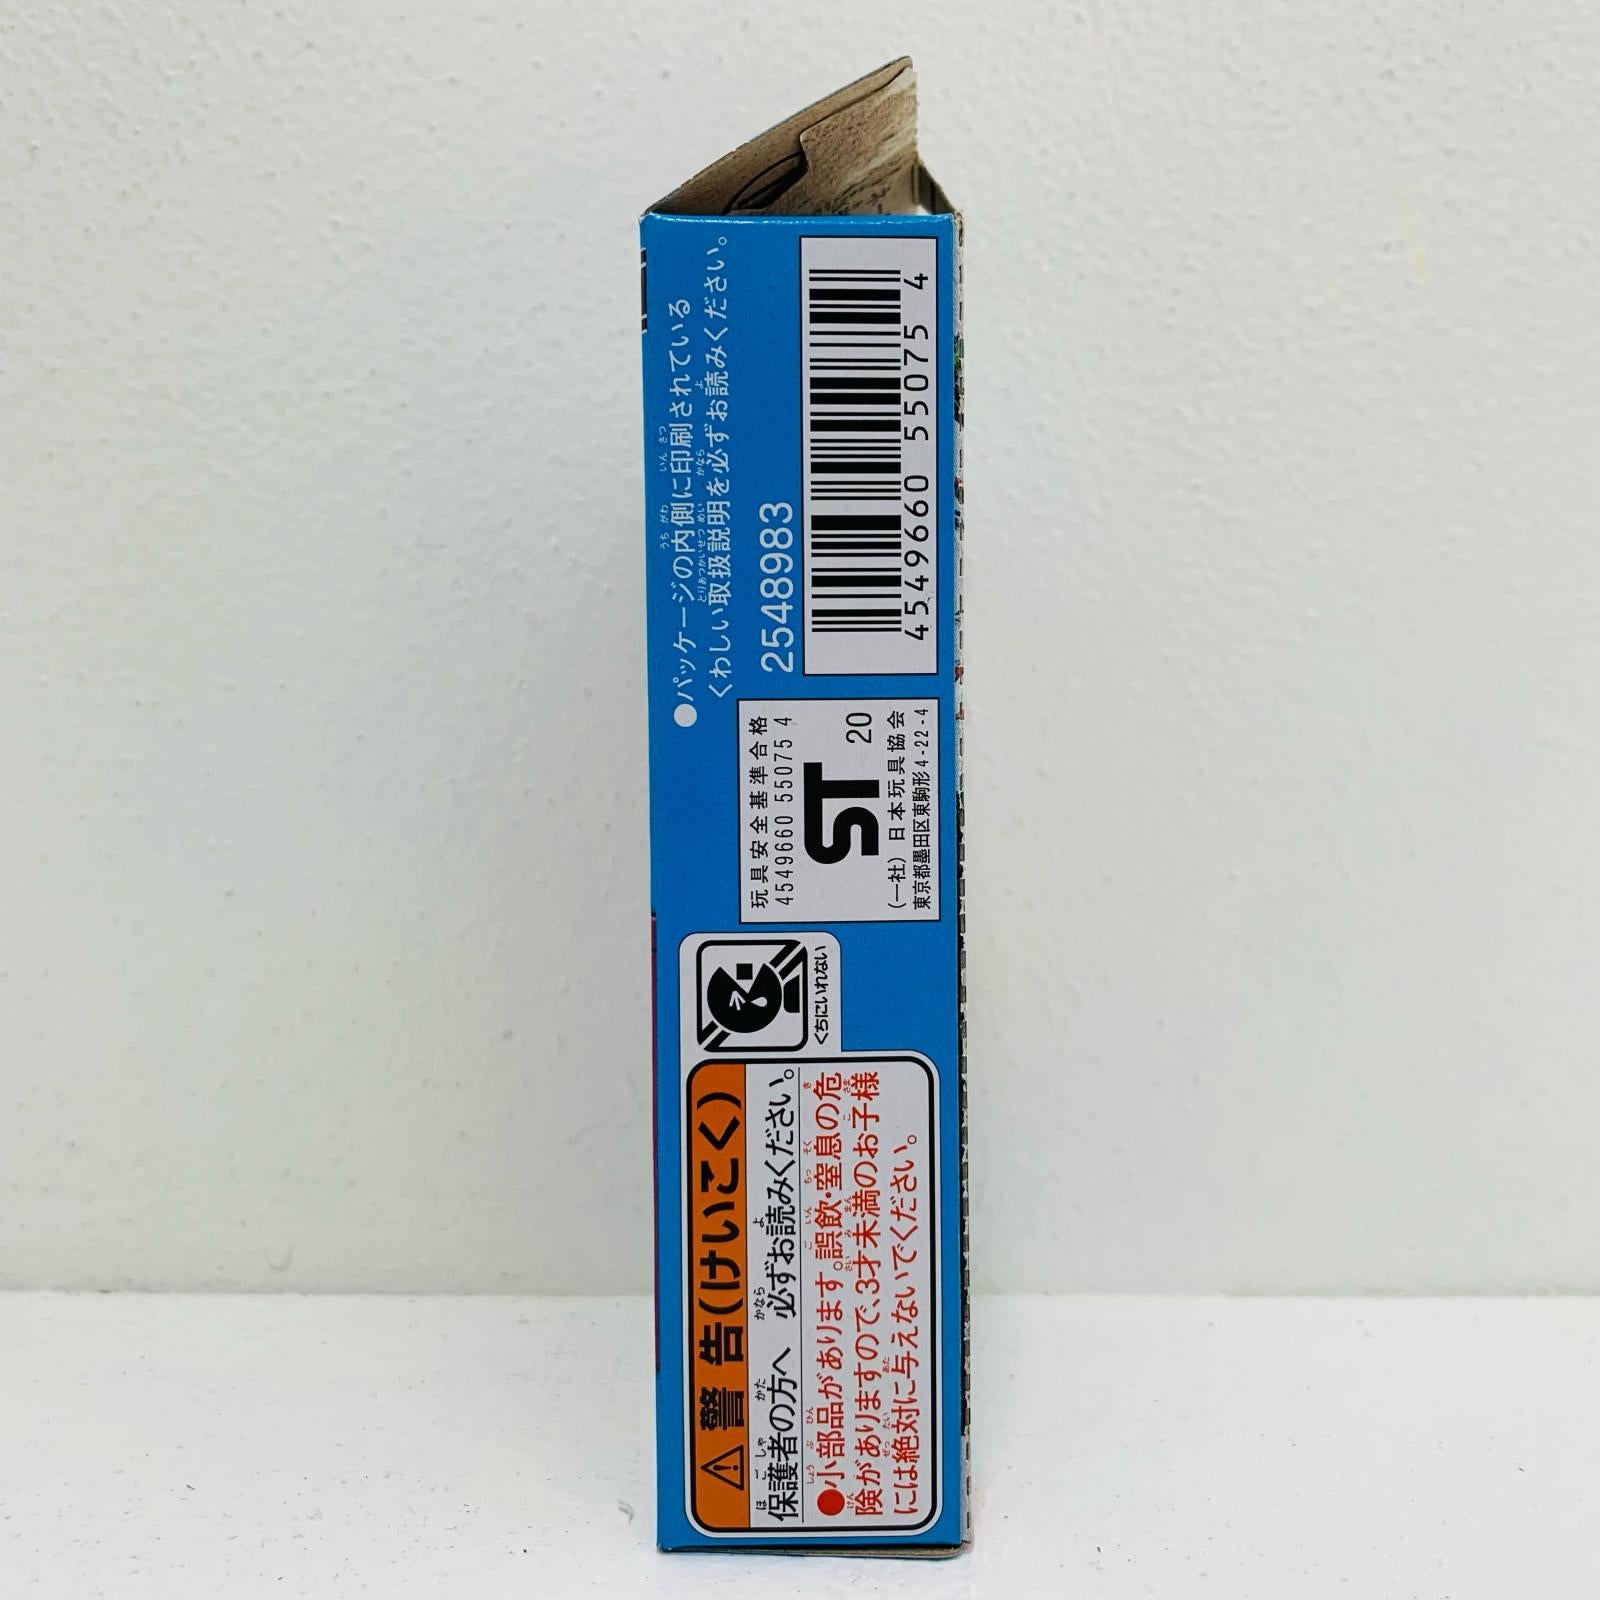 ⚠警告(けいこく)
保護者の方へ 必ずお読みください。
●小部品があります。誤飲・窒息の危
険がありますので、3才未満のお子様
には絶対に与えないでください。
くちにいれない
玩具安全基準合格
4549660 55075 4
ST 20
(一社)日本玩具協会
東京都墨田区東駒形4-22-4
●パッケージの内側に印刷されている
くわしい取扱説明を必ずお読みください。
2548983
4549660 550754